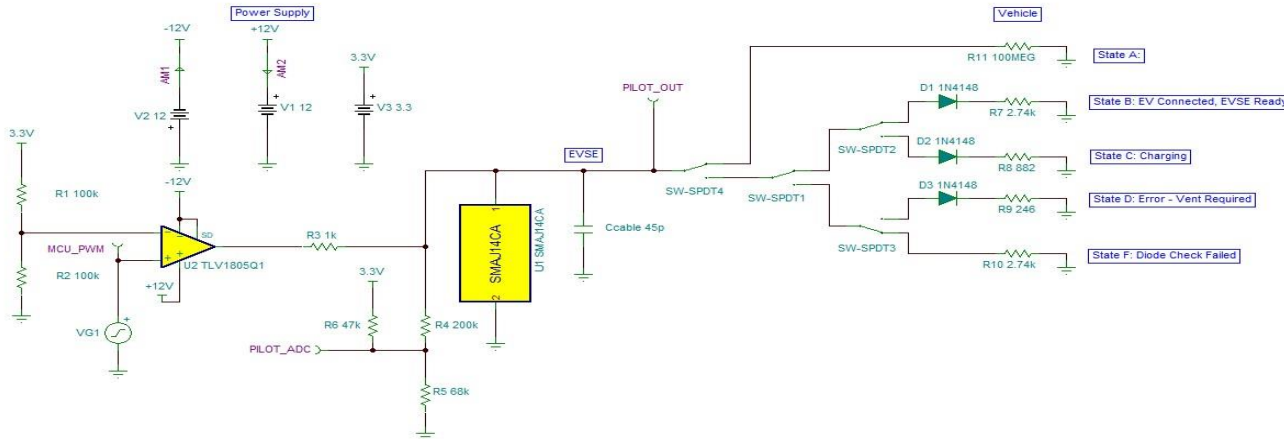 Power Supply
Vehicle
-12V
+12V
3.3V
AM1
AM2
V2 12
V1 12
V3 3.3
+
+
+
R11 100MEG
State A:
PILOT_OUT
D1 1N4148
R7 2.74k
State B: EV Connected, EVSE Ready
SW-SPDT2
D2 1N4148
R8 882
State C: Charging
3.3V
R1 100k
MCU_PWM
R2 100k
-12V
SD
U2 TLV1805Q1
+12V
VG1
+
R3 1k
3.3V
R6 47k
R4 200k
PILOT_ADC
R5 68k
EVSE
1
SMAJ14CA
2
U1 SMAJ14CA
Ccable 45p
SW-SPDT4
SW-SPDT1
D3 1N4148
R9 246
State D: Error - Vent Required
SW-SPDT3
R10 2.74k
State F: Diode Check Failed